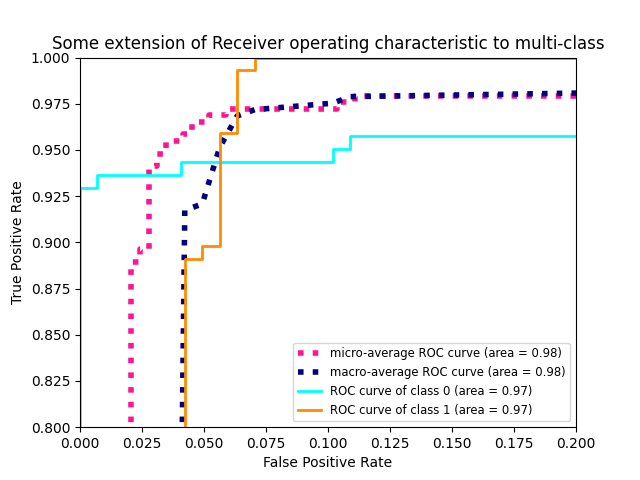 Some extension of Receiver operating characteristic to multi-class
1.000
0.975
0.950
0.925
0.900
0.875
0.850
0.825
0.800
True Positive Rate
micro-average ROC curve (area = 0.98)
macro-average ROC curve (area = 0.98)
ROC curve of class 0 (area = 0.97)
ROC curve of class 1 (area = 0.97)
0.000 0.025 0.050 0.075 0.100 0.125 0.150 0.175 0.200
False Positive Rate